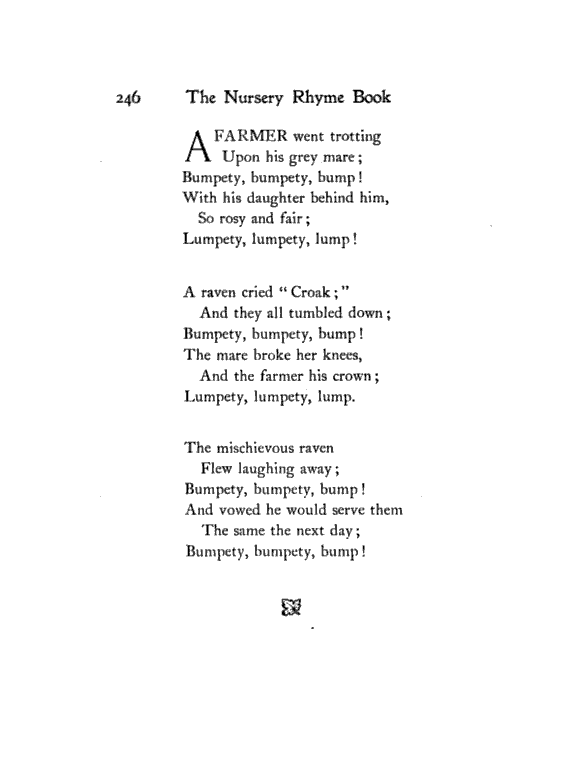 246 The Nursery Rhyme Book
A FARMER went trotting
Upon his grey mare ;
Bumpety, bumpety, bump !
With his daughter behind him,
So rosy and fair ;
Lumpety, lumpety, lump !
A raven cried “ Croak ; ”
And they all tumbled down ;
Bumpety, bumpety, bump !
The mare broke her knees,
And the farmer his crown ;
Lumpety, lumpety, lump.
The mischievous raven
Flew laughing away ;
Bumpety, bumpety, bump !
And vowed he would serve them
The same the next day ;
Bumpety, bumpety, bump !